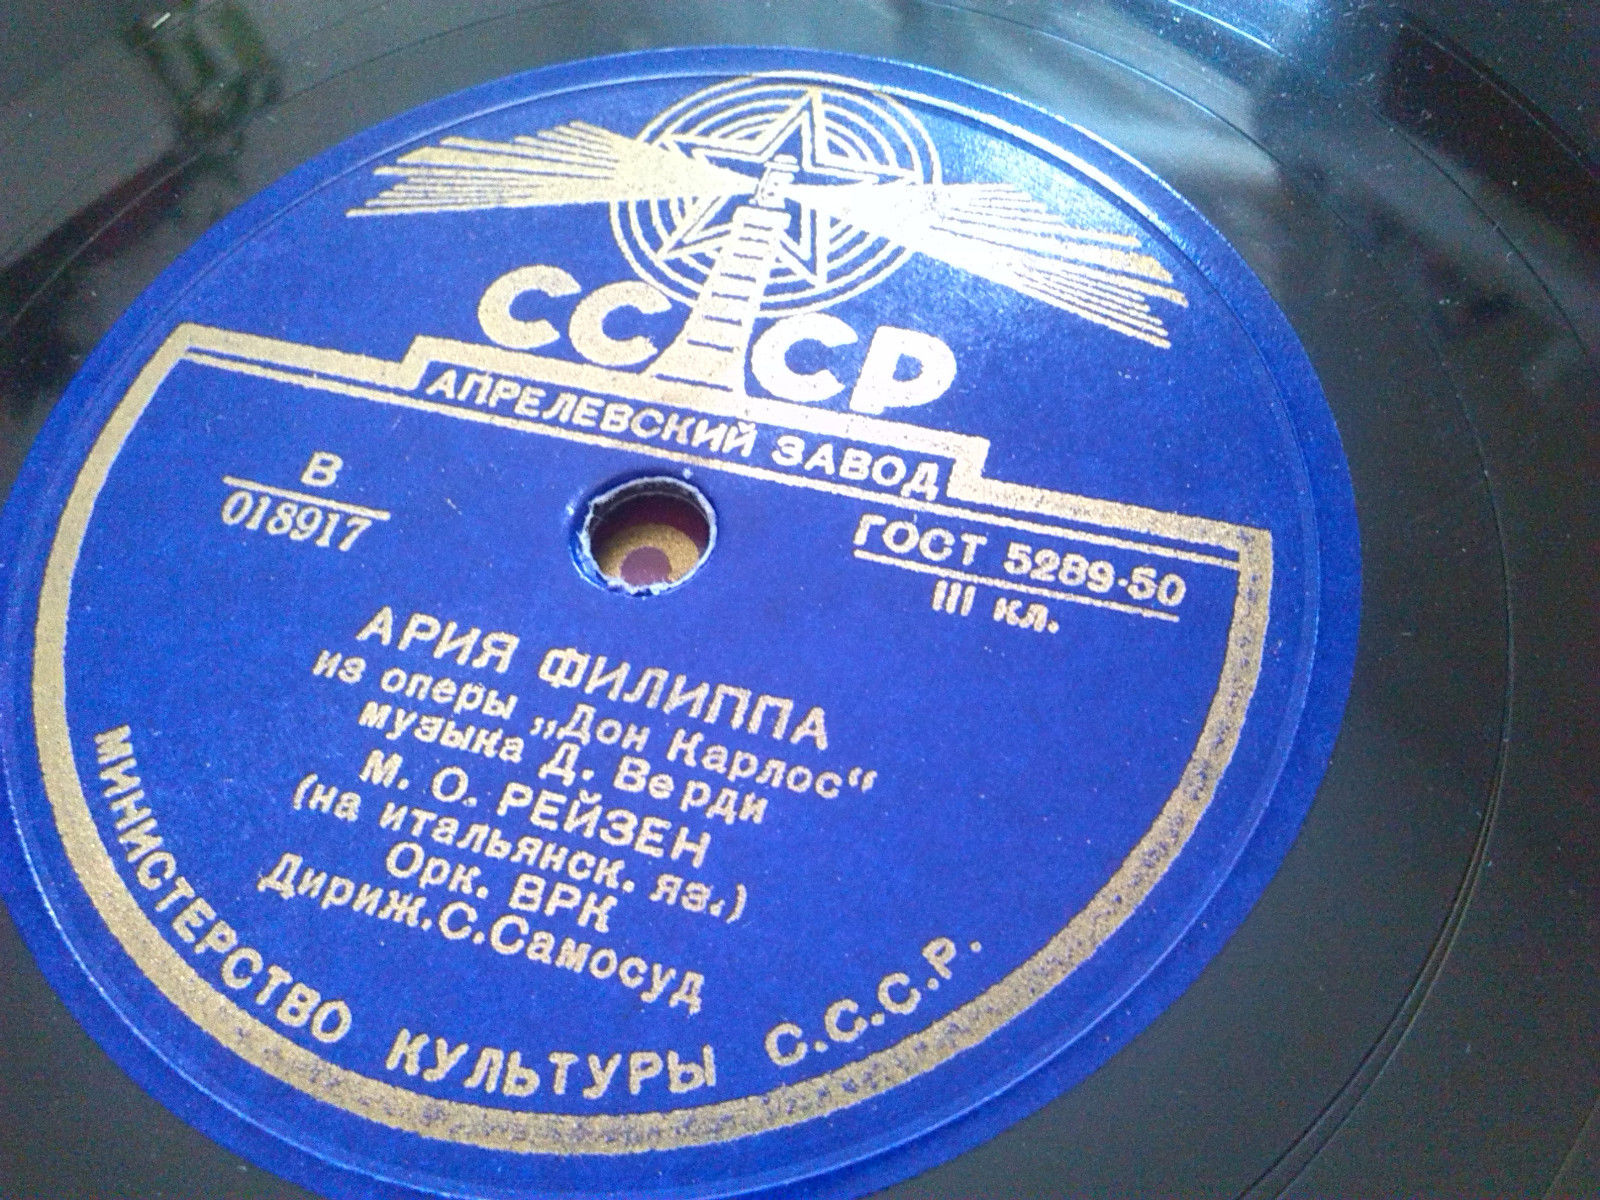 СССР
АПРЕЛЕВСКИЙ ЗАВОД
В
018917
ГОСТ 5289-50
III кл.
АРИЯ ФИЛИППА
из оперы „Дон Карлос“
музыка Д. Верди
М. О. РЕЙЗЕН
(на итальянск. яз.)
Орк. ВРК
Дириж. С. Самосуд
МИНИСТЕРСТВО КУЛЬТУРЫ С.С.С.Р.